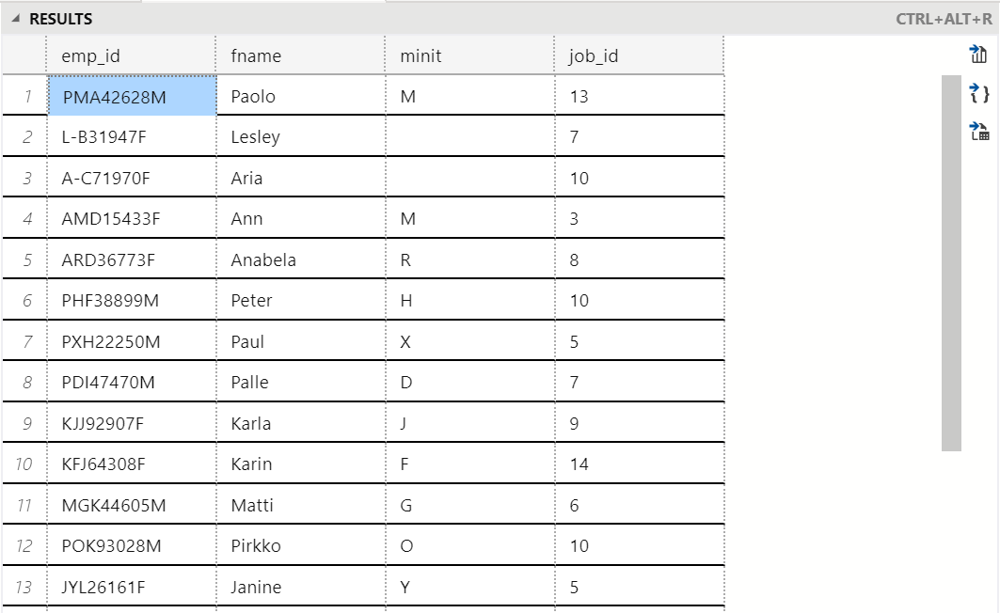 RESULTS CTRL+ALT+R
emp_id fname minit job_id
1 PMA42628M Paolo M 13
2 L-B31947F Lesley 7
3 A-C71970F Aria 10
4 AMD15433F Ann M 3
5 ARD36773F Anabela R 8
6 PHF38899M Peter H 10
7 PXH22250M Paul X 5
8 PDI47470M Palle D 7
9 KJJ92907F Karla J 9
10 KFJ64308F Karin F 14
11 MGK44605M Matti G 6
12 POK93028M Pirkko O 10
13 JYL26161F Janine Y 5